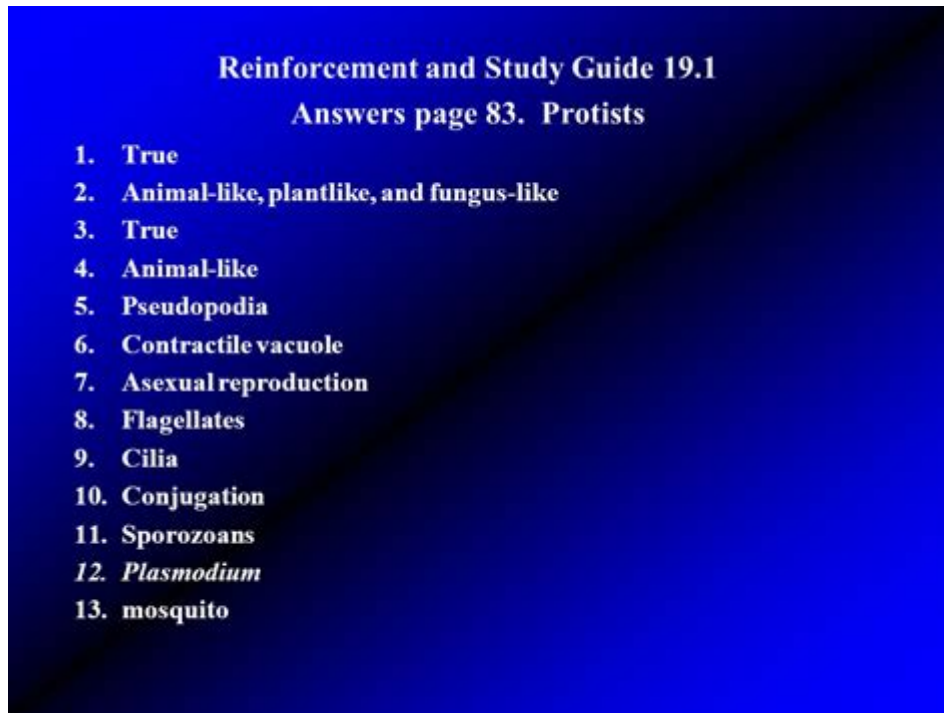 Reinforcement and Study Guide 19.1
Answers page 83. Protists
1. True
2. Animal-like, plantlike, and fungus-like
3. True
4. Animal-like
5. Pseudopodia
6. Contractile vacuole
7. Asexual reproduction
8. Flagellates
9. Cilia
10. Conjugation
11. Sporozoans
12. Plasmodium
13. mosquito